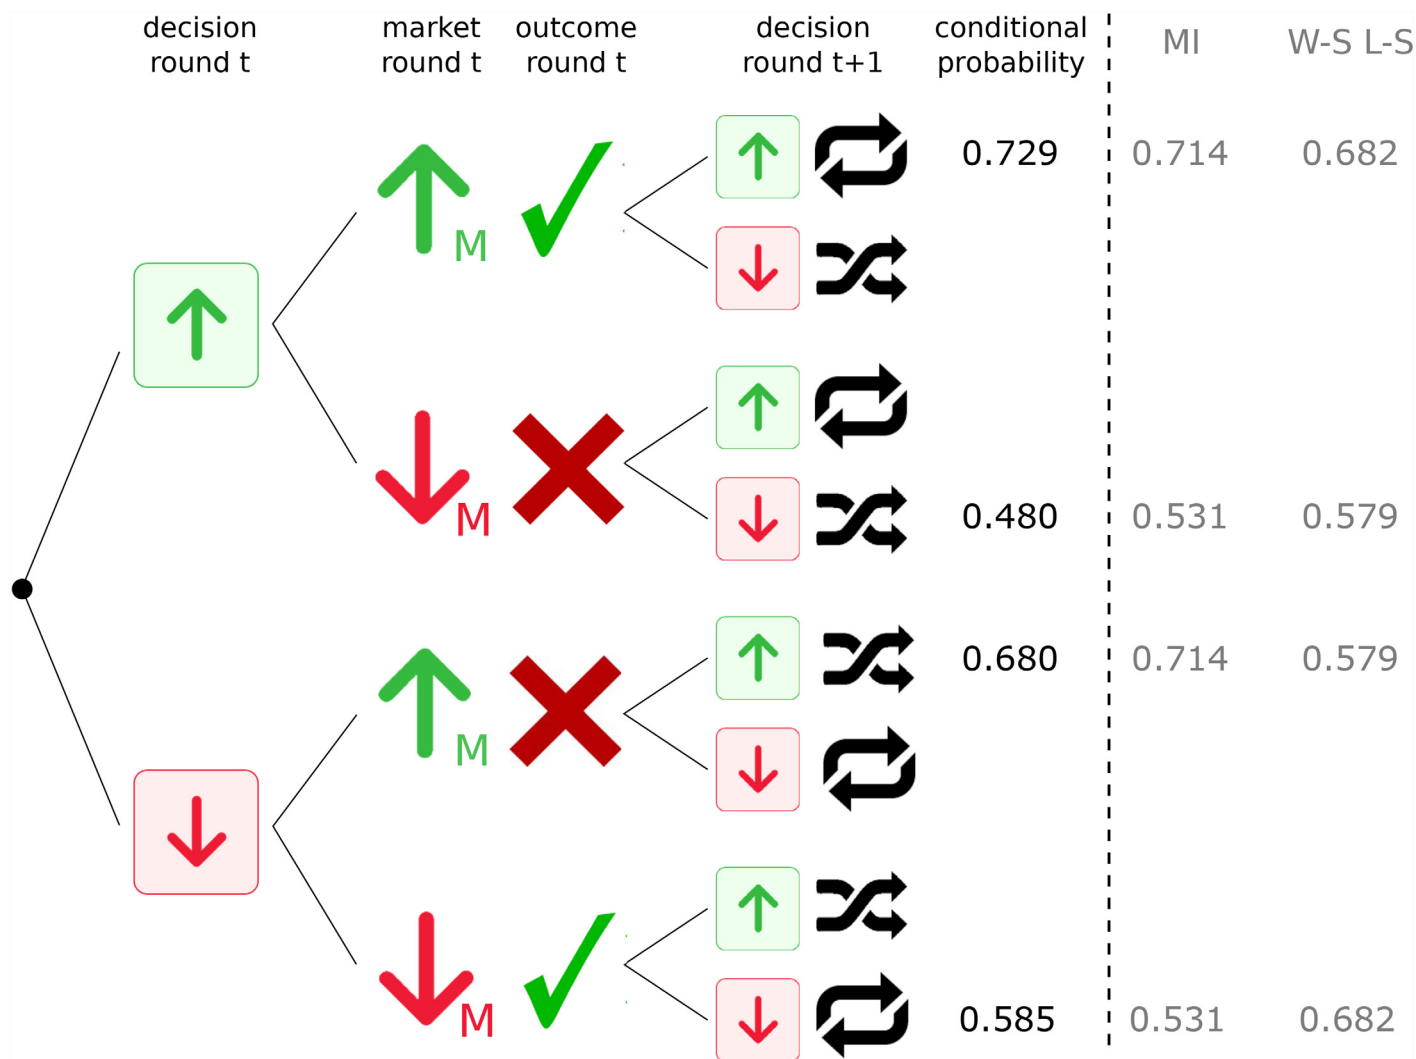 decision market outcome decision conditional MI W-S L-S
round t round t round t round t+1 probability
0.729 0.714 0.682
M
M
0.480 0.531 0.579
0.680 0.714 0.579
M
M
0.585 0.531 0.682